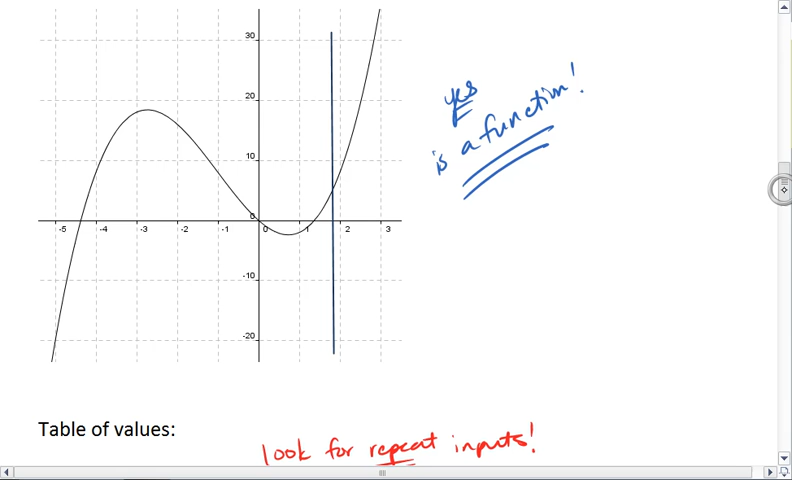 30
20
10
0
-5 -4 -3 -2 -1 0 1 2 3
-10
-20
yes
is a function!
Table of values:
look for repeat inputs!